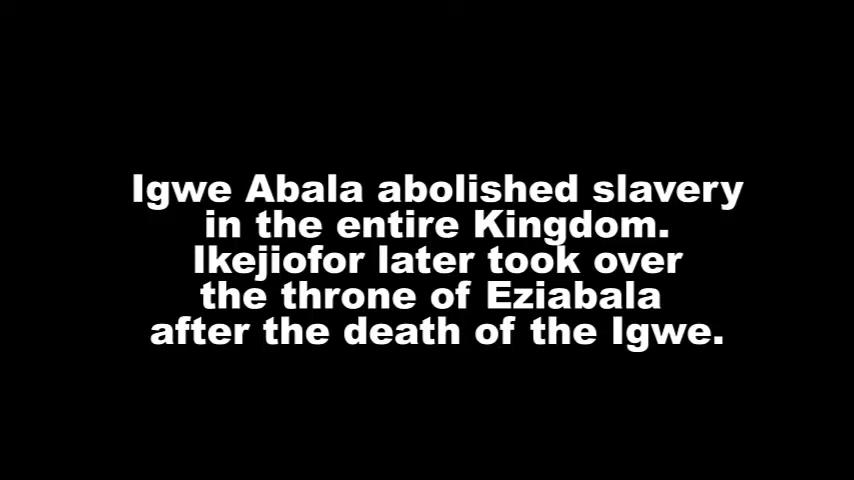 Igwe Abala abolished slavery
in the entire Kingdom.
Ikejiofor later took over
the throne of Eziabala
after the death of the Igwe.